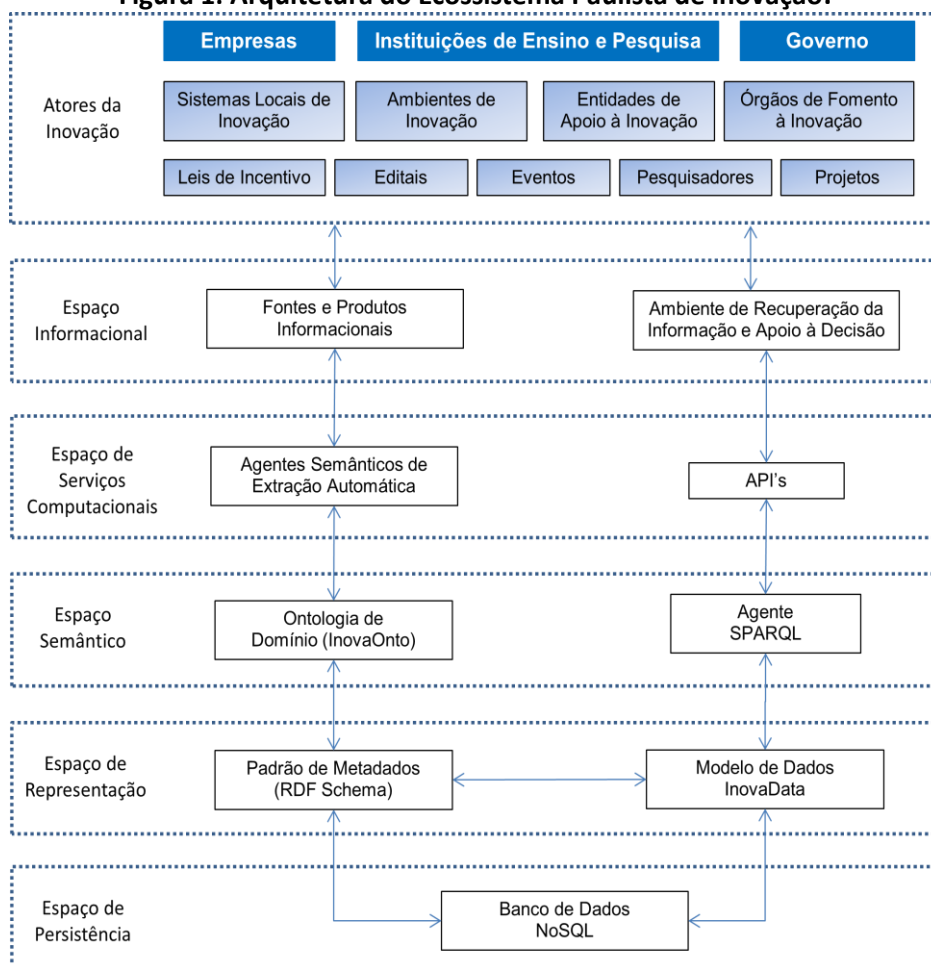 Figura 1: Arquitetura do Ecossistema Paulista de Inovação.
Empresas
Instituições de Ensino e Pesquisa
Governo
Atores da
Inovação
Sistemas Locais de
Inovação
Ambientes de
Inovação
Entidades de
Apoio à Inovação
Órgãos de Fomento
à Inovação
Leis de Incentivo
Editais
Eventos
Pesquisadores
Projetos
Espaço
Informacional
Fontes e Produtos
Informacionais
Ambiente de Recuperação da
Informação e Apoio à Decisão
Espaço de
Serviços
Computacionais
Agentes Semânticos de
Extração Automática
API's
Espaço
Semântico
Ontologia de
Domínio (InovaOnto)
Agente
SPARQL
Espaço de
Representação
Padrão de Metadados
(RDF Schema)
Modelo de Dados
InovaData
Espaço de
Persistência
Banco de Dados
NoSQL